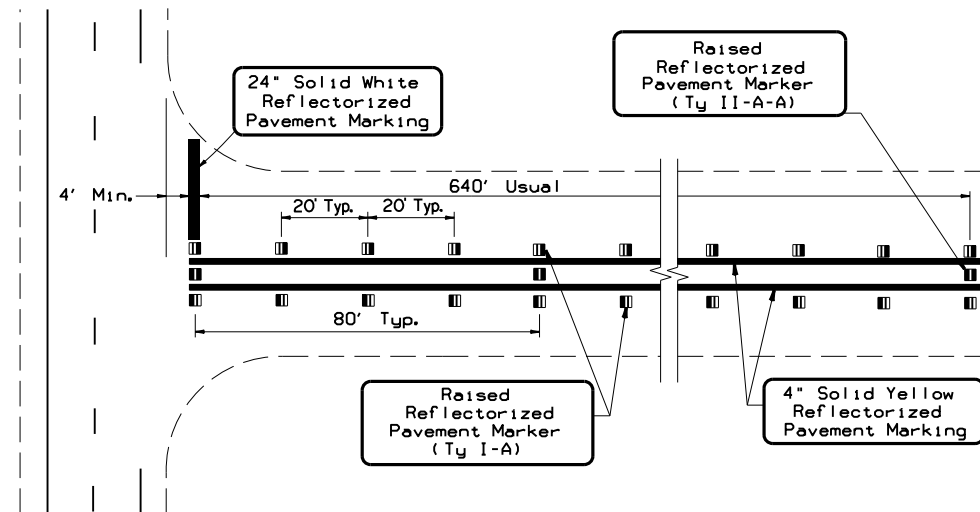 Raised
Reflectorized
Pavement Marker
(Ty II-A-A)
24" Solid White
Reflectorized
Pavement Marking
4' Min.
640' Usual
20' Typ.
20' Typ.
80' Typ.
Raised
Reflectorized
Pavement Marker
(Ty I-A)
4" Solid Yellow
Reflectorized
Pavement Marking